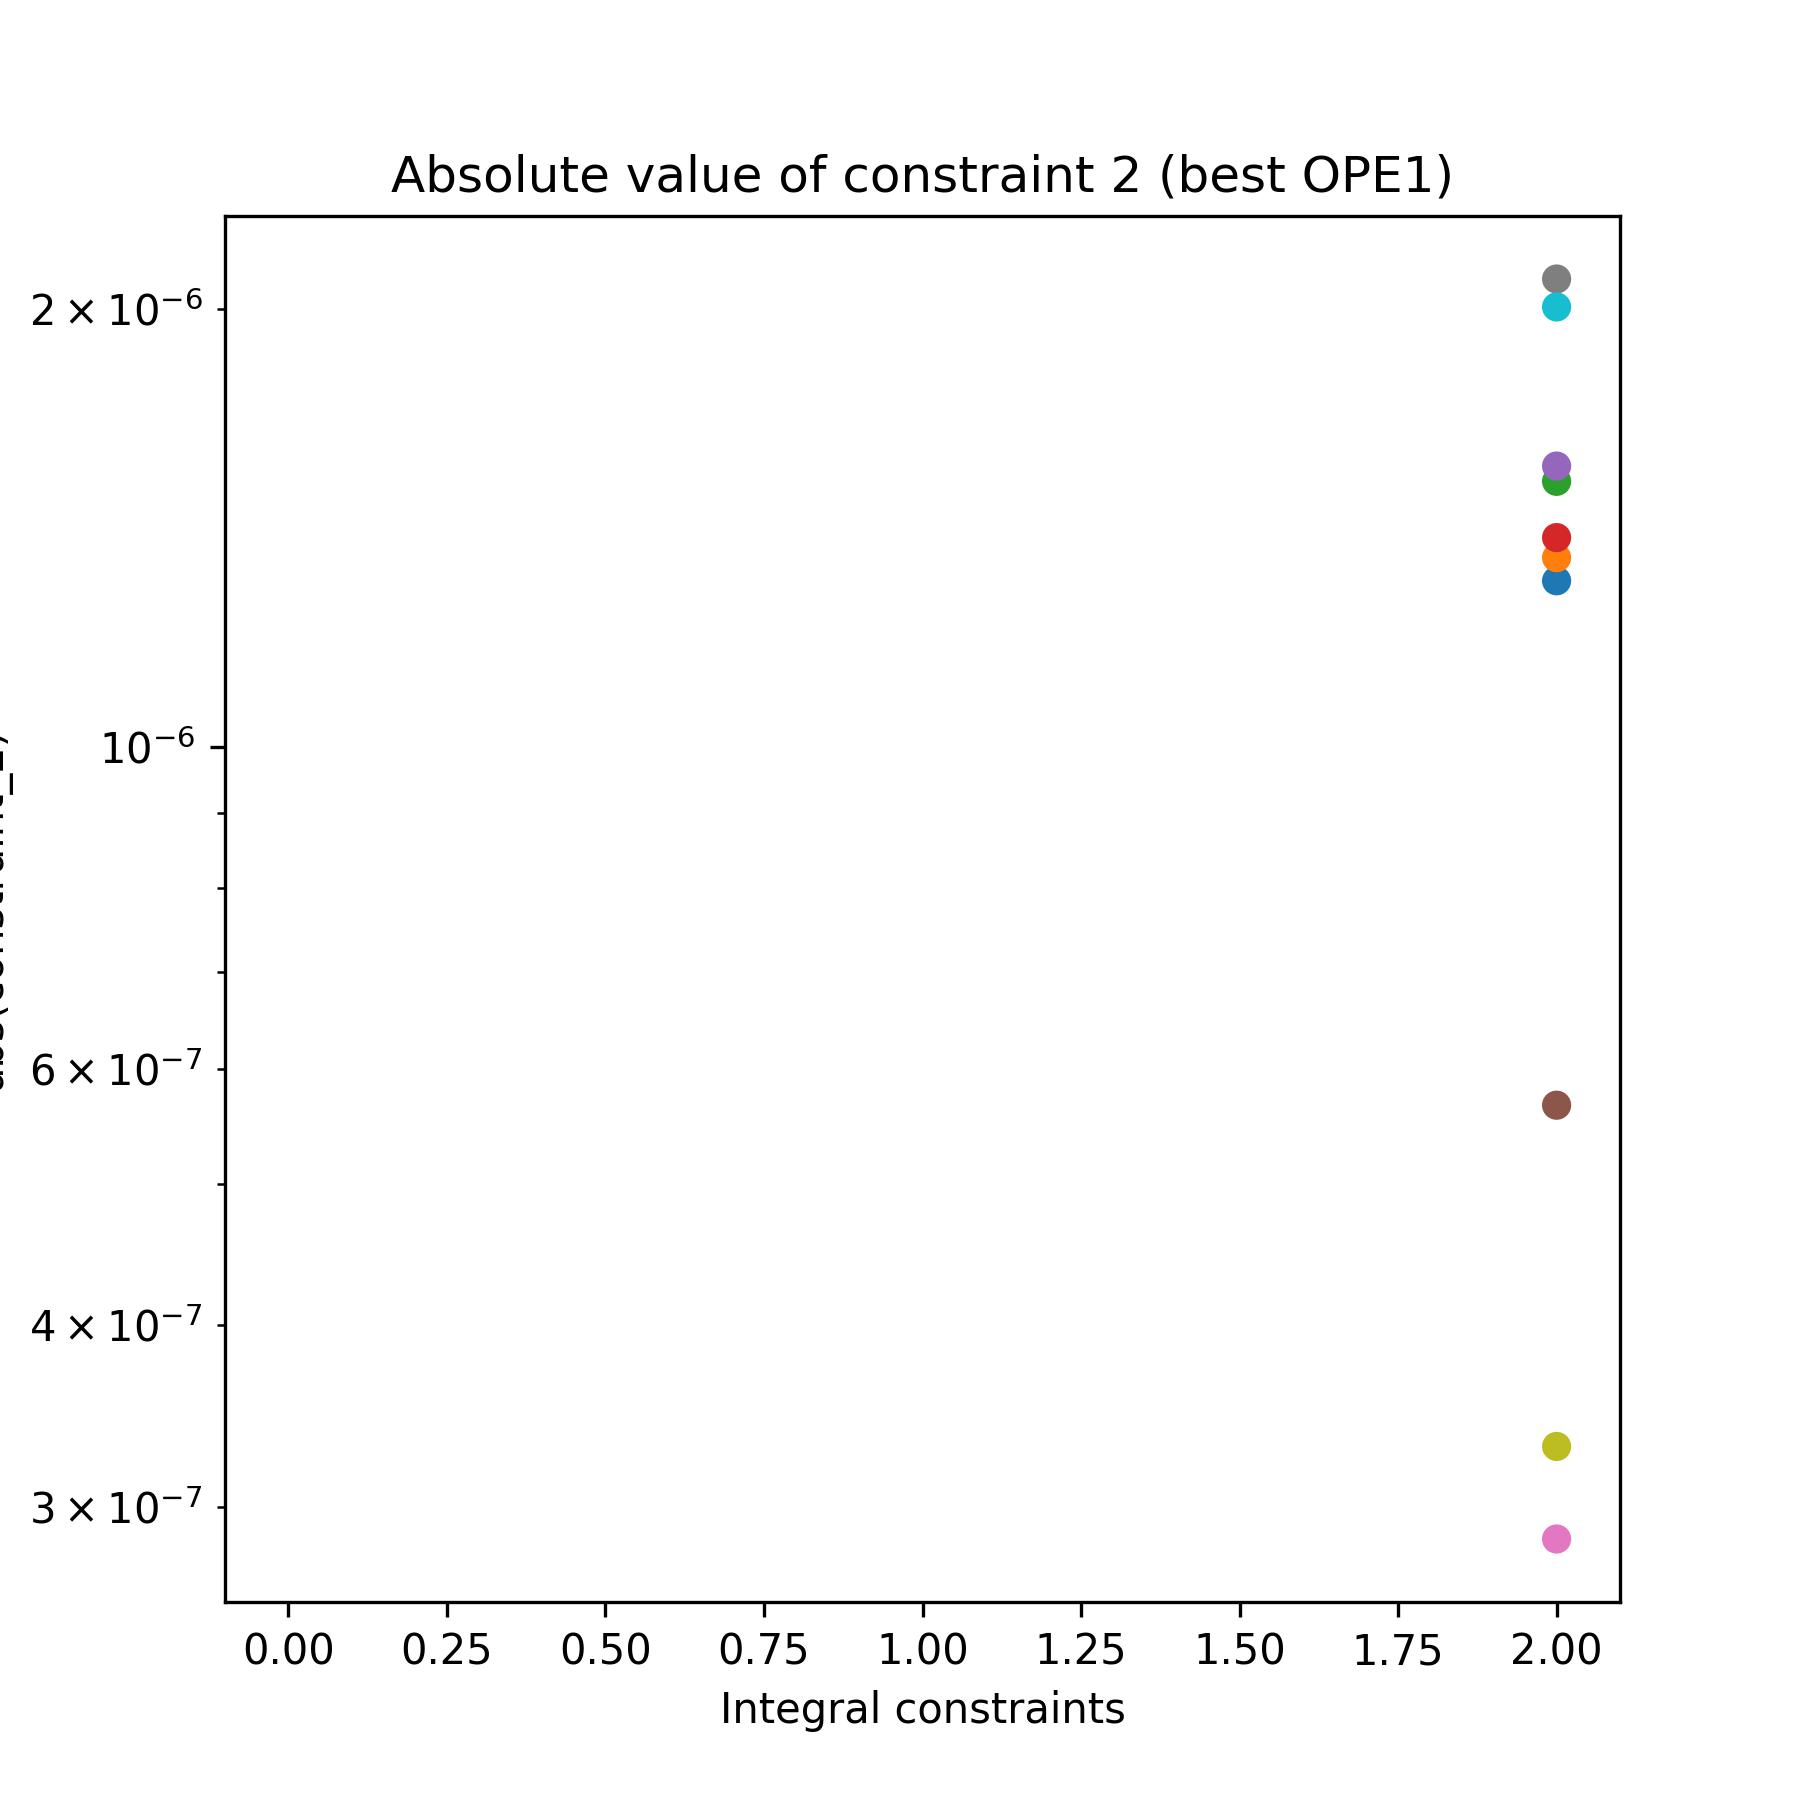 Absolute value of constraint 2 (best OPE1)
2 × 10⁻⁶
10⁻⁶
6 × 10⁻⁷
4 × 10⁻⁷
3 × 10⁻⁷
0.00 0.25 0.50 0.75 1.00 1.25 1.50 1.75 2.00
Integral constraints